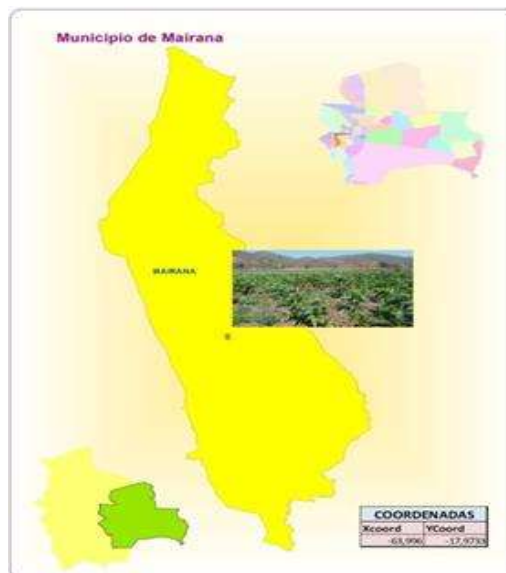 Municipio de Mairana
MAIRANA
COORDENADAS
Xcoord YCoord
-63,996 -17,9733